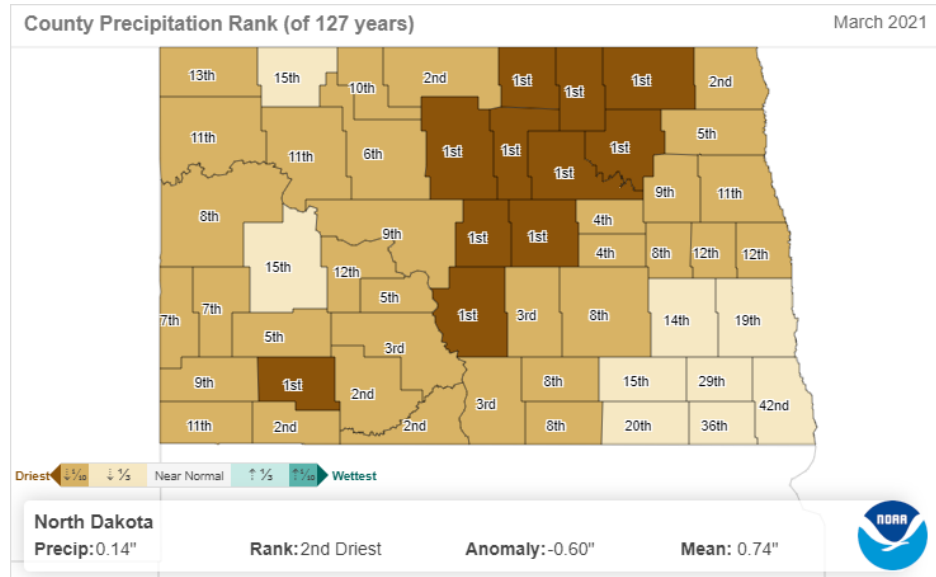 County Precipitation Rank (of 127 years)
March 2021
13th
15th
10th
2nd
1st
1st
1st
2nd
11th
11th
6th
1st
1st
1st
1st
5th
9th
11th
8th
15th
9th
12th
5th
1st
1st
4th
4th
8th
12th
12th
7th
7th
5th
3rd
1st
3rd
8th
14th
19th
9th
1st
2nd
3rd
8th
15th
29th
42nd
11th
2nd
2nd
8th
20th
36th
Driest ↓ 1/10 ↓ 1/3 Near Normal ↑ 1/3 ↑ 1/10 Wettest
North Dakota
Precip:0.14" Rank:2nd Driest Anomaly:-0.60" Mean: 0.74"
NOAA